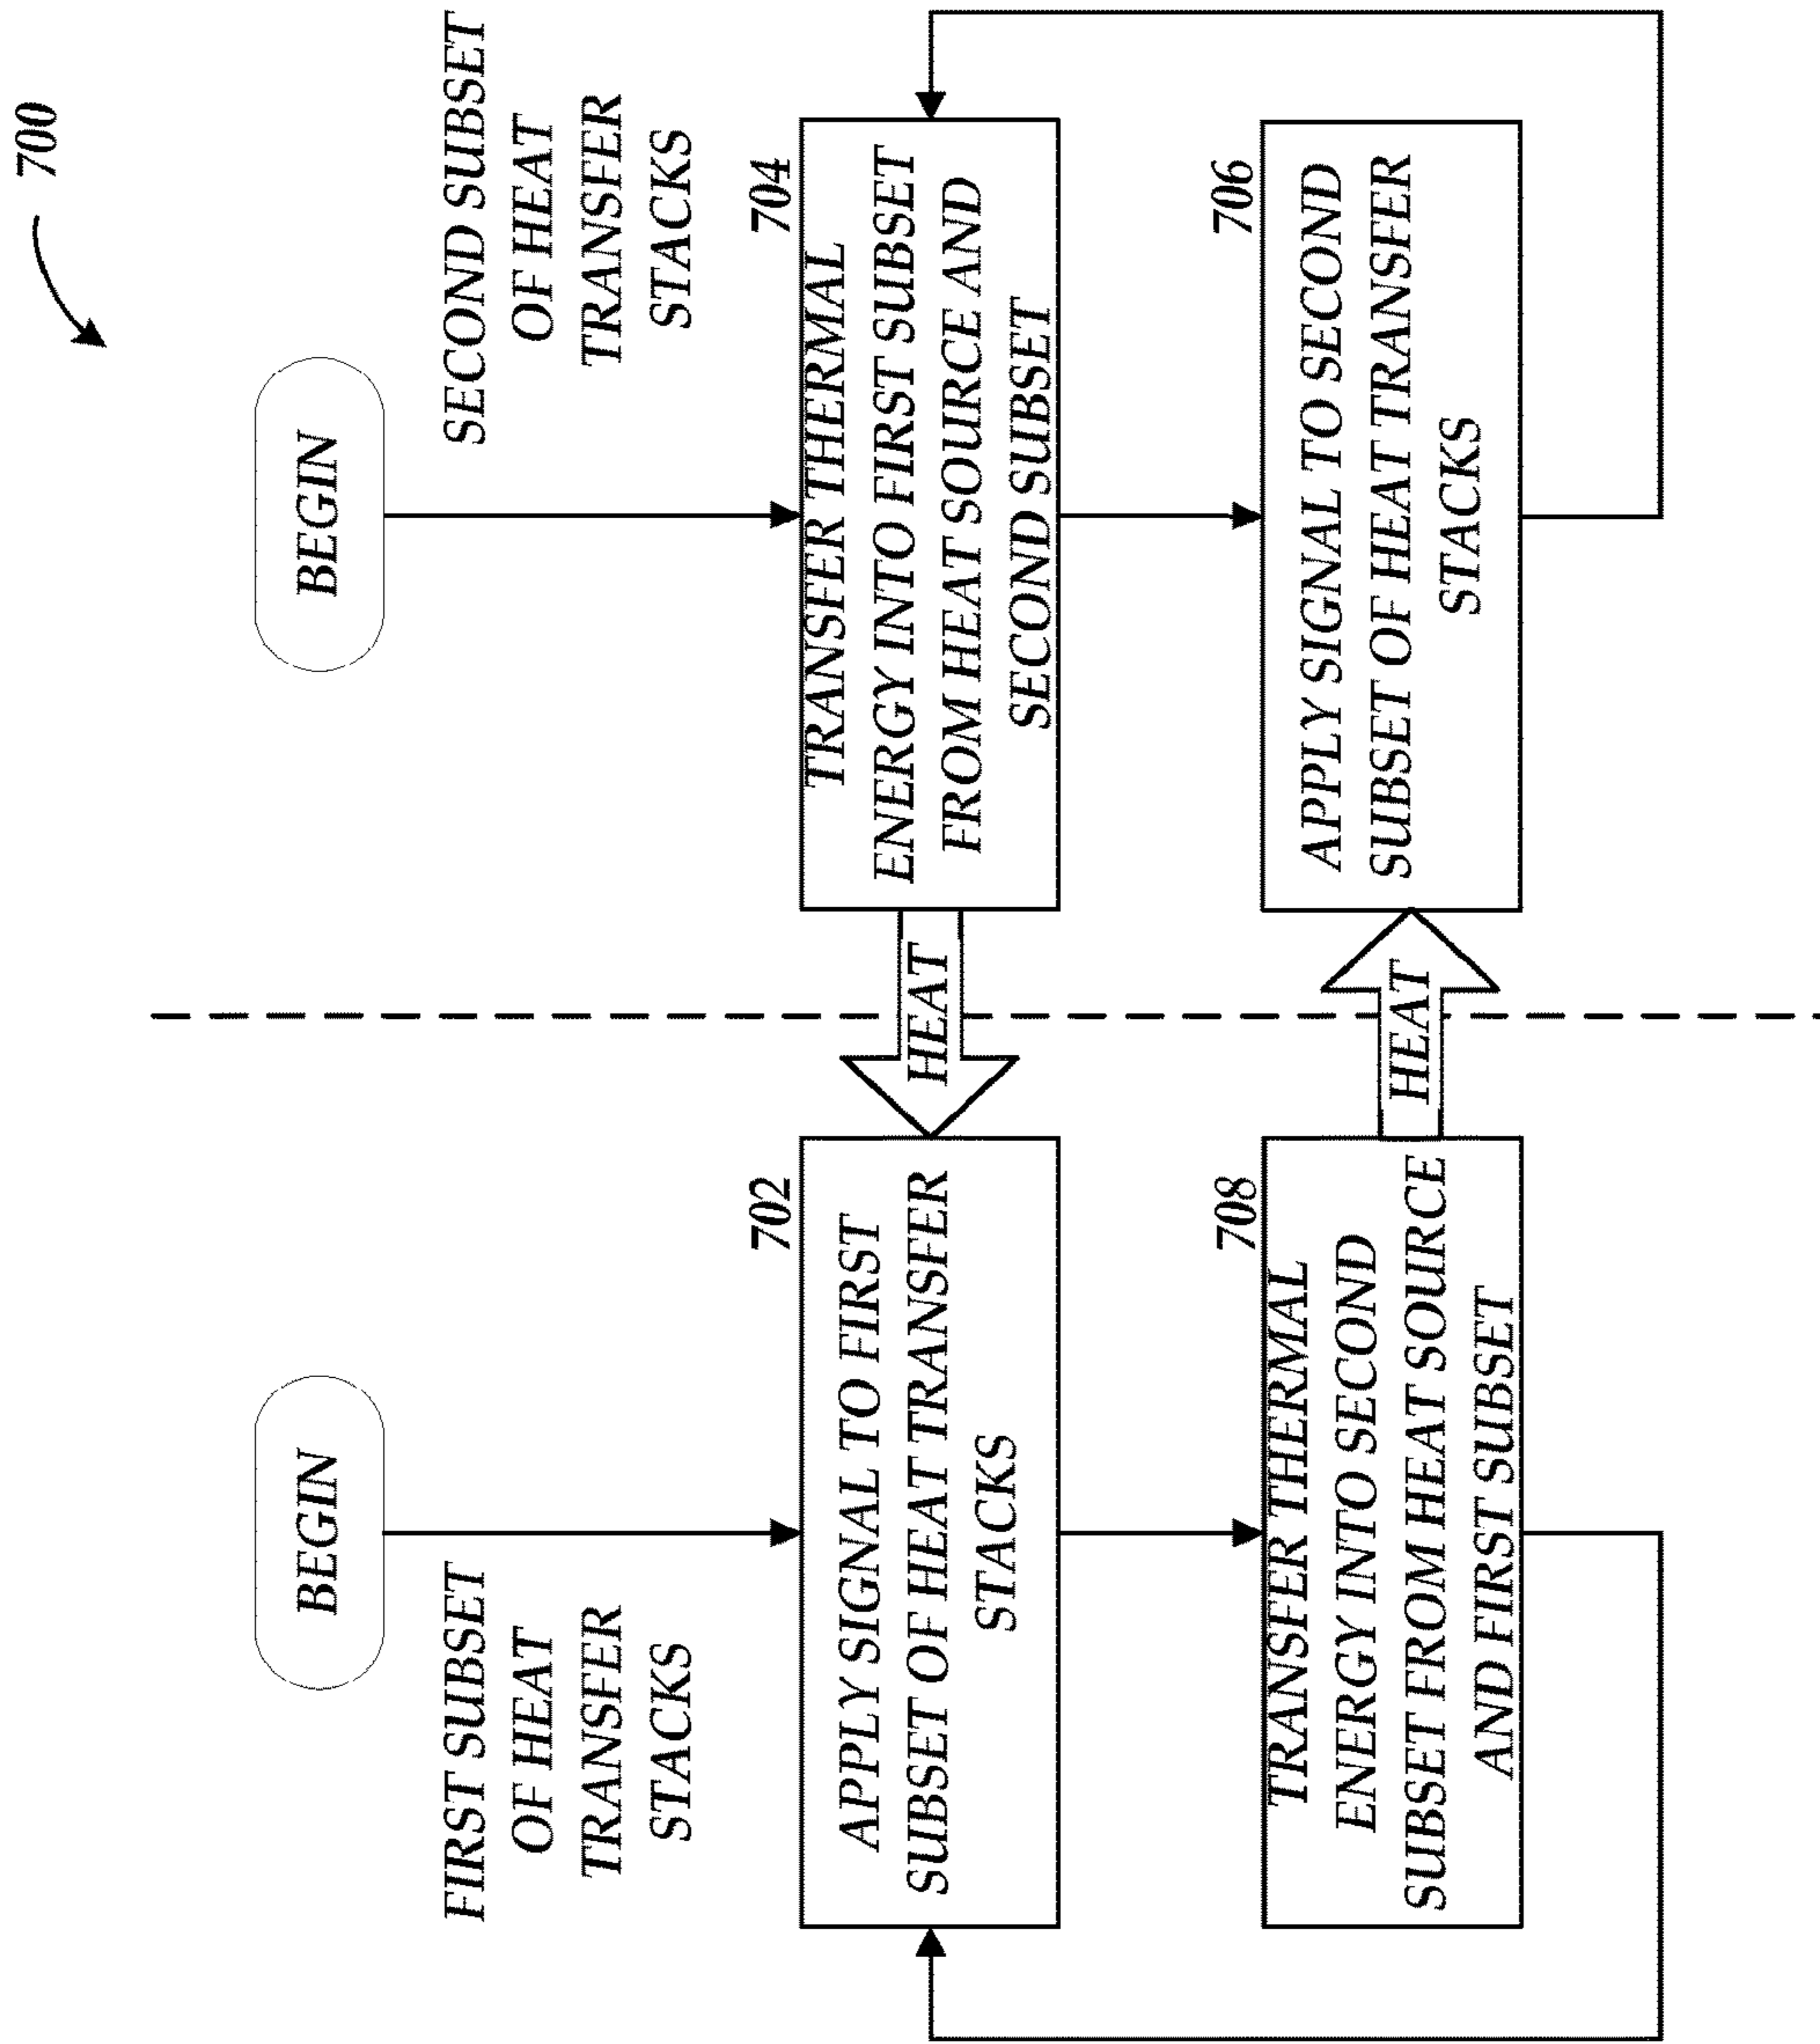 700
BEGIN
FIRST SUBSET
OF HEAT
TRANSFER
STACKS
702
APPLY SIGNAL TO FIRST
SUBSET OF HEAT TRANSFER
STACKS
708
TRANSFER THERMAL
ENERGY INTO SECOND
SUBSET FROM HEAT SOURCE
AND FIRST SUBSET
HEAT
HEAT
BEGIN
SECOND SUBSET
OF HEAT
TRANSFER
STACKS
704
TRANSFER THERMAL
ENERGY INTO FIRST SUBSET
FROM HEAT SOURCE AND
SECOND SUBSET
706
APPLY SIGNAL TO SECOND
SUBSET OF HEAT TRANSFER
STACKS